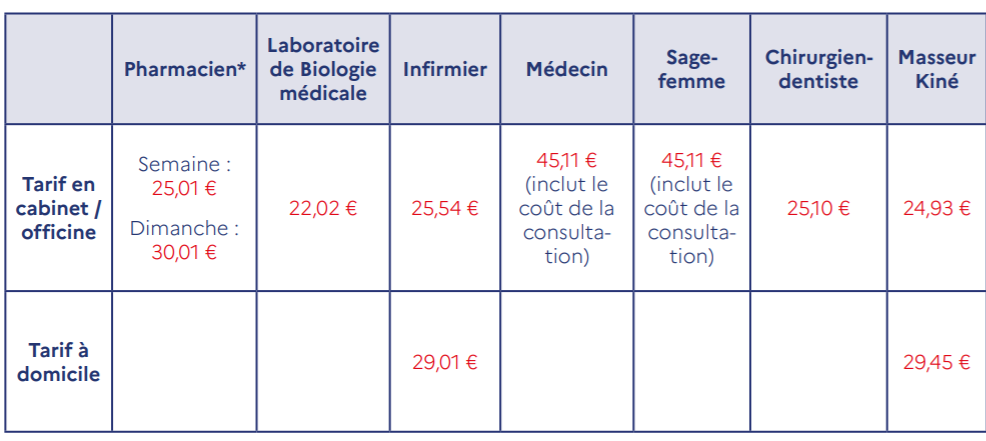 Pharmacien*
Laboratoire
de Biologie
médicale
Infirmier
Médecin
Sage-
femme
Chirurgien-
dentiste
Masseur
Kiné
Tarif en
cabinet /
officine
Semaine :
25,01 €
Dimanche :
30,01 €
22,02 €
25,54 €
45,11 €
(inclut le
coût de la
consulta-
tion)
45,11 €
(inclut le
coût de la
consulta-
tion)
25,10 €
24,93 €
Tarif à
domicile
29,01 €
29,45 €